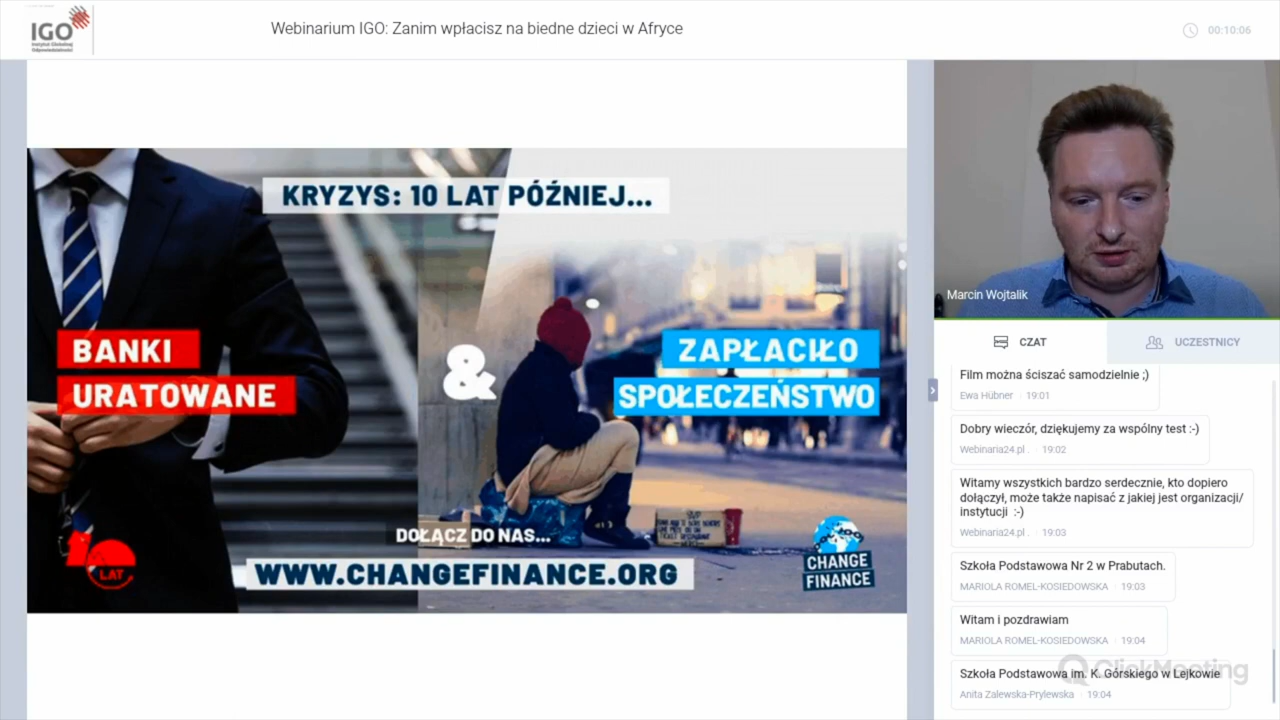 IGO
Instytut Globalnej
Odpowiedzialności
Webinarium IGO: Zanim wpłacisz na biedne dzieci w Afryce
00:10:06
KRYZYS: 10 LAT PÓŹNIEJ...
BANKI
URATOWANE
&
ZAPŁACIŁO
SPOŁECZEŃSTWO
DOŁĄCZ DO NAS...
WWW.CHANGEFINANCE.ORG
10
LAT
CHANGE
FINANCE
Marcin Wojtalik
CZAT
UCZESTNICY
Film można ściszać samodzielnie ;)
Ewa Hübner · 19:01
Dobry wieczór, dziękujemy za wspólny test :-)
Webinaria24.pl . · 19:02
Witamy wszystkich bardzo serdecznie, kto dopiero
dołączył, może także napisać z jakiej jest organizacji/
instytucji :-)
Webinaria24.pl . · 19:03
Szkoła Podstawowa Nr 2 w Prabutach.
MARIOLA ROMEL-KOSIEDOWSKA · 19:03
Witam i pozdrawiam
MARIOLA ROMEL-KOSIEDOWSKA · 19:04
ClickMeeting
Szkoła Podstawowa im. K. Górskiego w Lejkowie
Anita Zalewska-Prylewska · 19:04